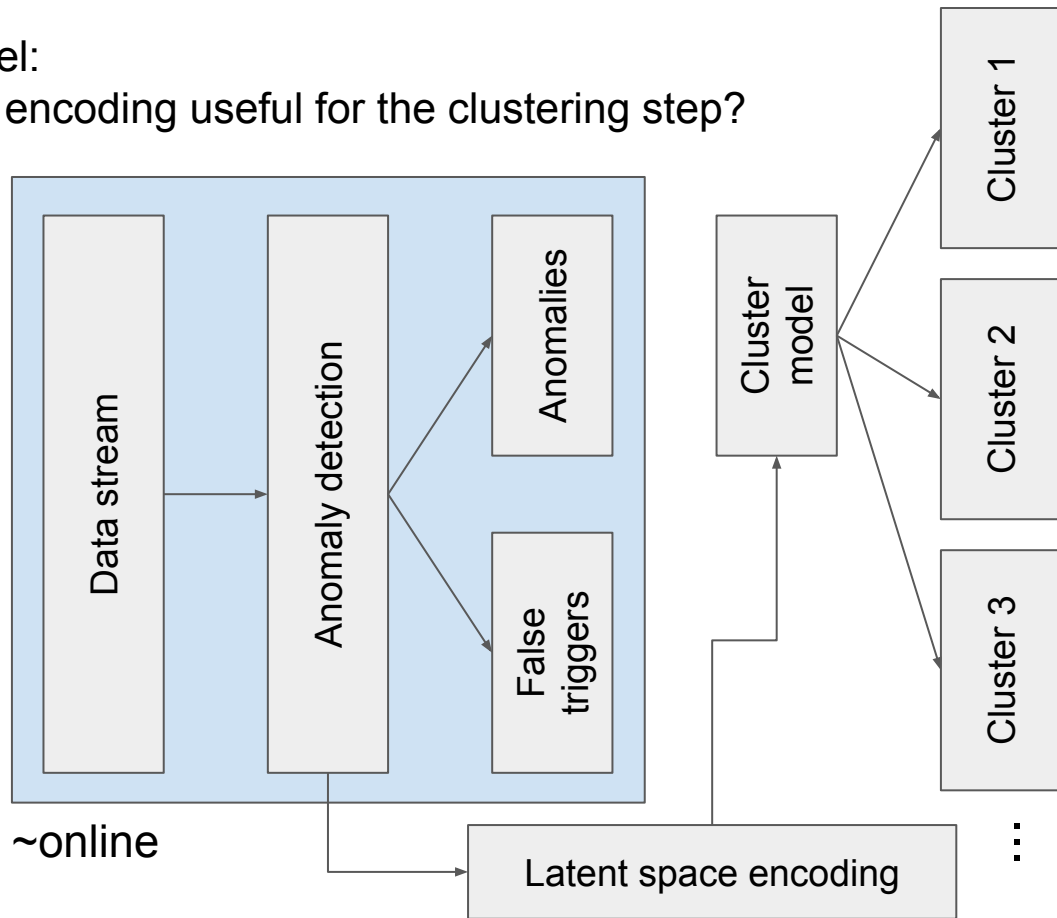 el:
encoding useful for the clustering step?
Data stream
Anomaly detection
Anomalies
False
triggers
Cluster
model
Cluster 1
Cluster 2
Cluster 3
...
~online
Latent space encoding